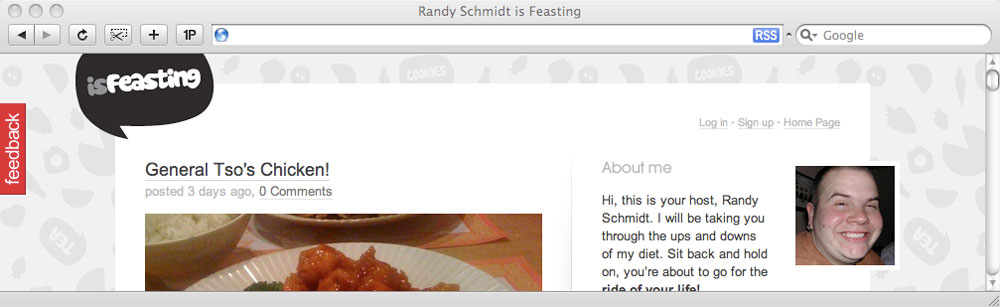 Randy Schmidt is Feasting
1P
RSS
Google
COOKIES
COOKIES
isFeasting
feedback
Log in • Sign up • Home Page
General Tso's Chicken!
posted 3 days ago, 0 Comments
About me
Hi, this is your host, Randy
Schmidt. I will be taking you
through the ups and downs
of my diet. Sit back and hold
on, you're about to go for the
ride of your life!
TEA
TEA